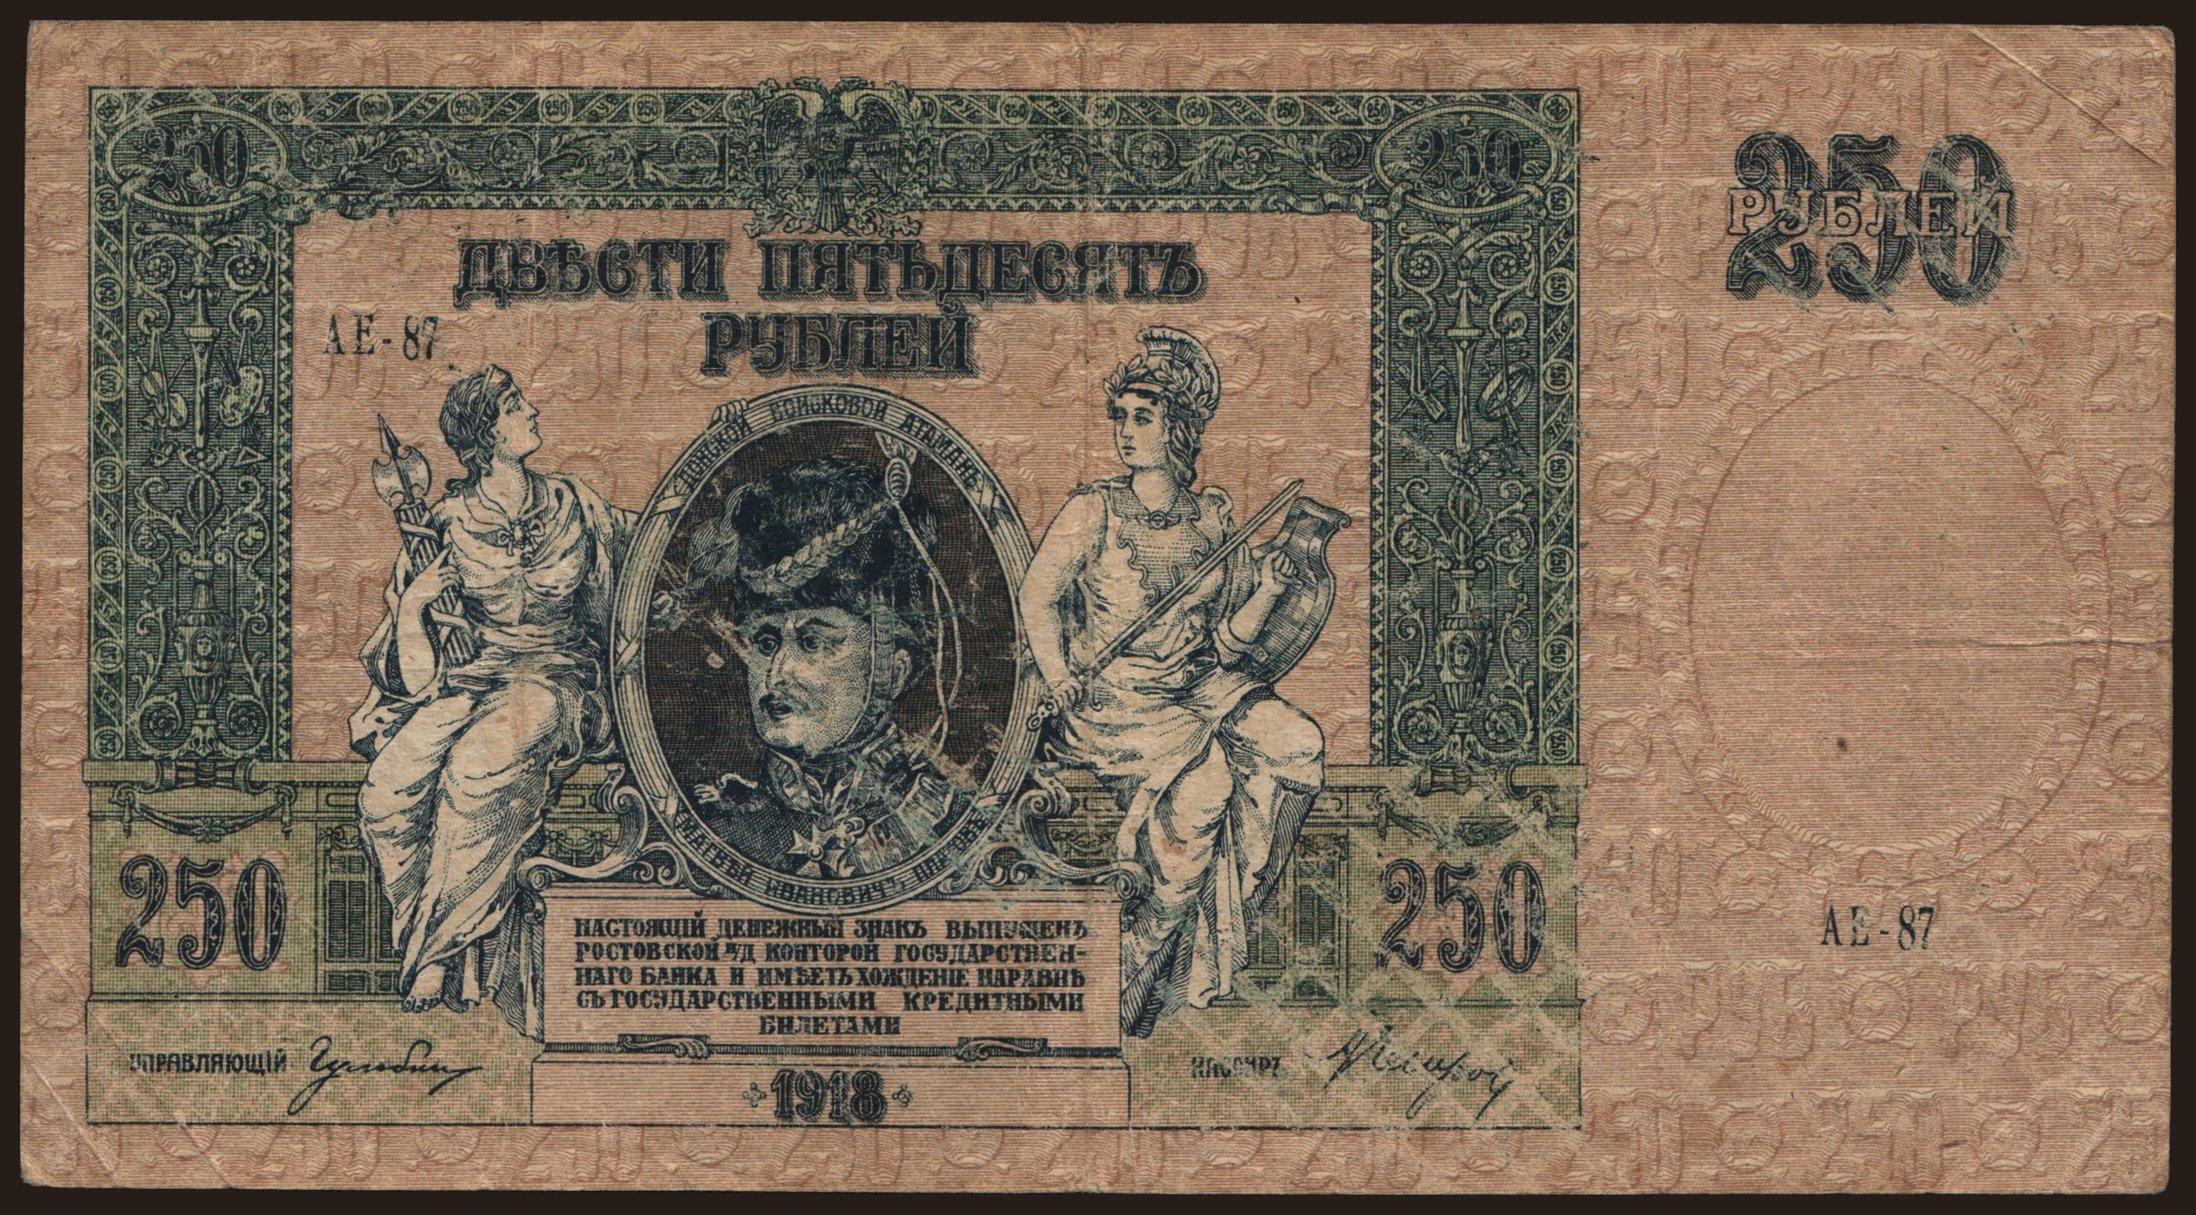 250
250
250
РУБЛЕЙ
ДВѢСТИ ПЯТЬДЕСЯТЪ
РУБЛЕЙ
АЕ-87
ДОНСКОЙ ВОЙСКОВОЙ АТАМАНЪ
МАТВѢЙ ИВАНОВИЧЪ
250
250
НАСТОЯЩІЙ ДЕНЕЖНЫЙ ЗНАКЪ ВЫПУЩЕНЪ
РОСТОВСКОЙ Н/Д КОНТОРОЙ ГОСУДАРСТВЕН-
НАГО БАНКА И ИМѢЕТЪ ХОЖДЕНІЕ НАРАВНѢ
СЪ ГОСУДАРСТВЕННЫМИ КРЕДИТНЫМИ
БИЛЕТАМИ
АЕ-87
УПРАВЛЯЮЩІЙ
КАССИРЪ
1918